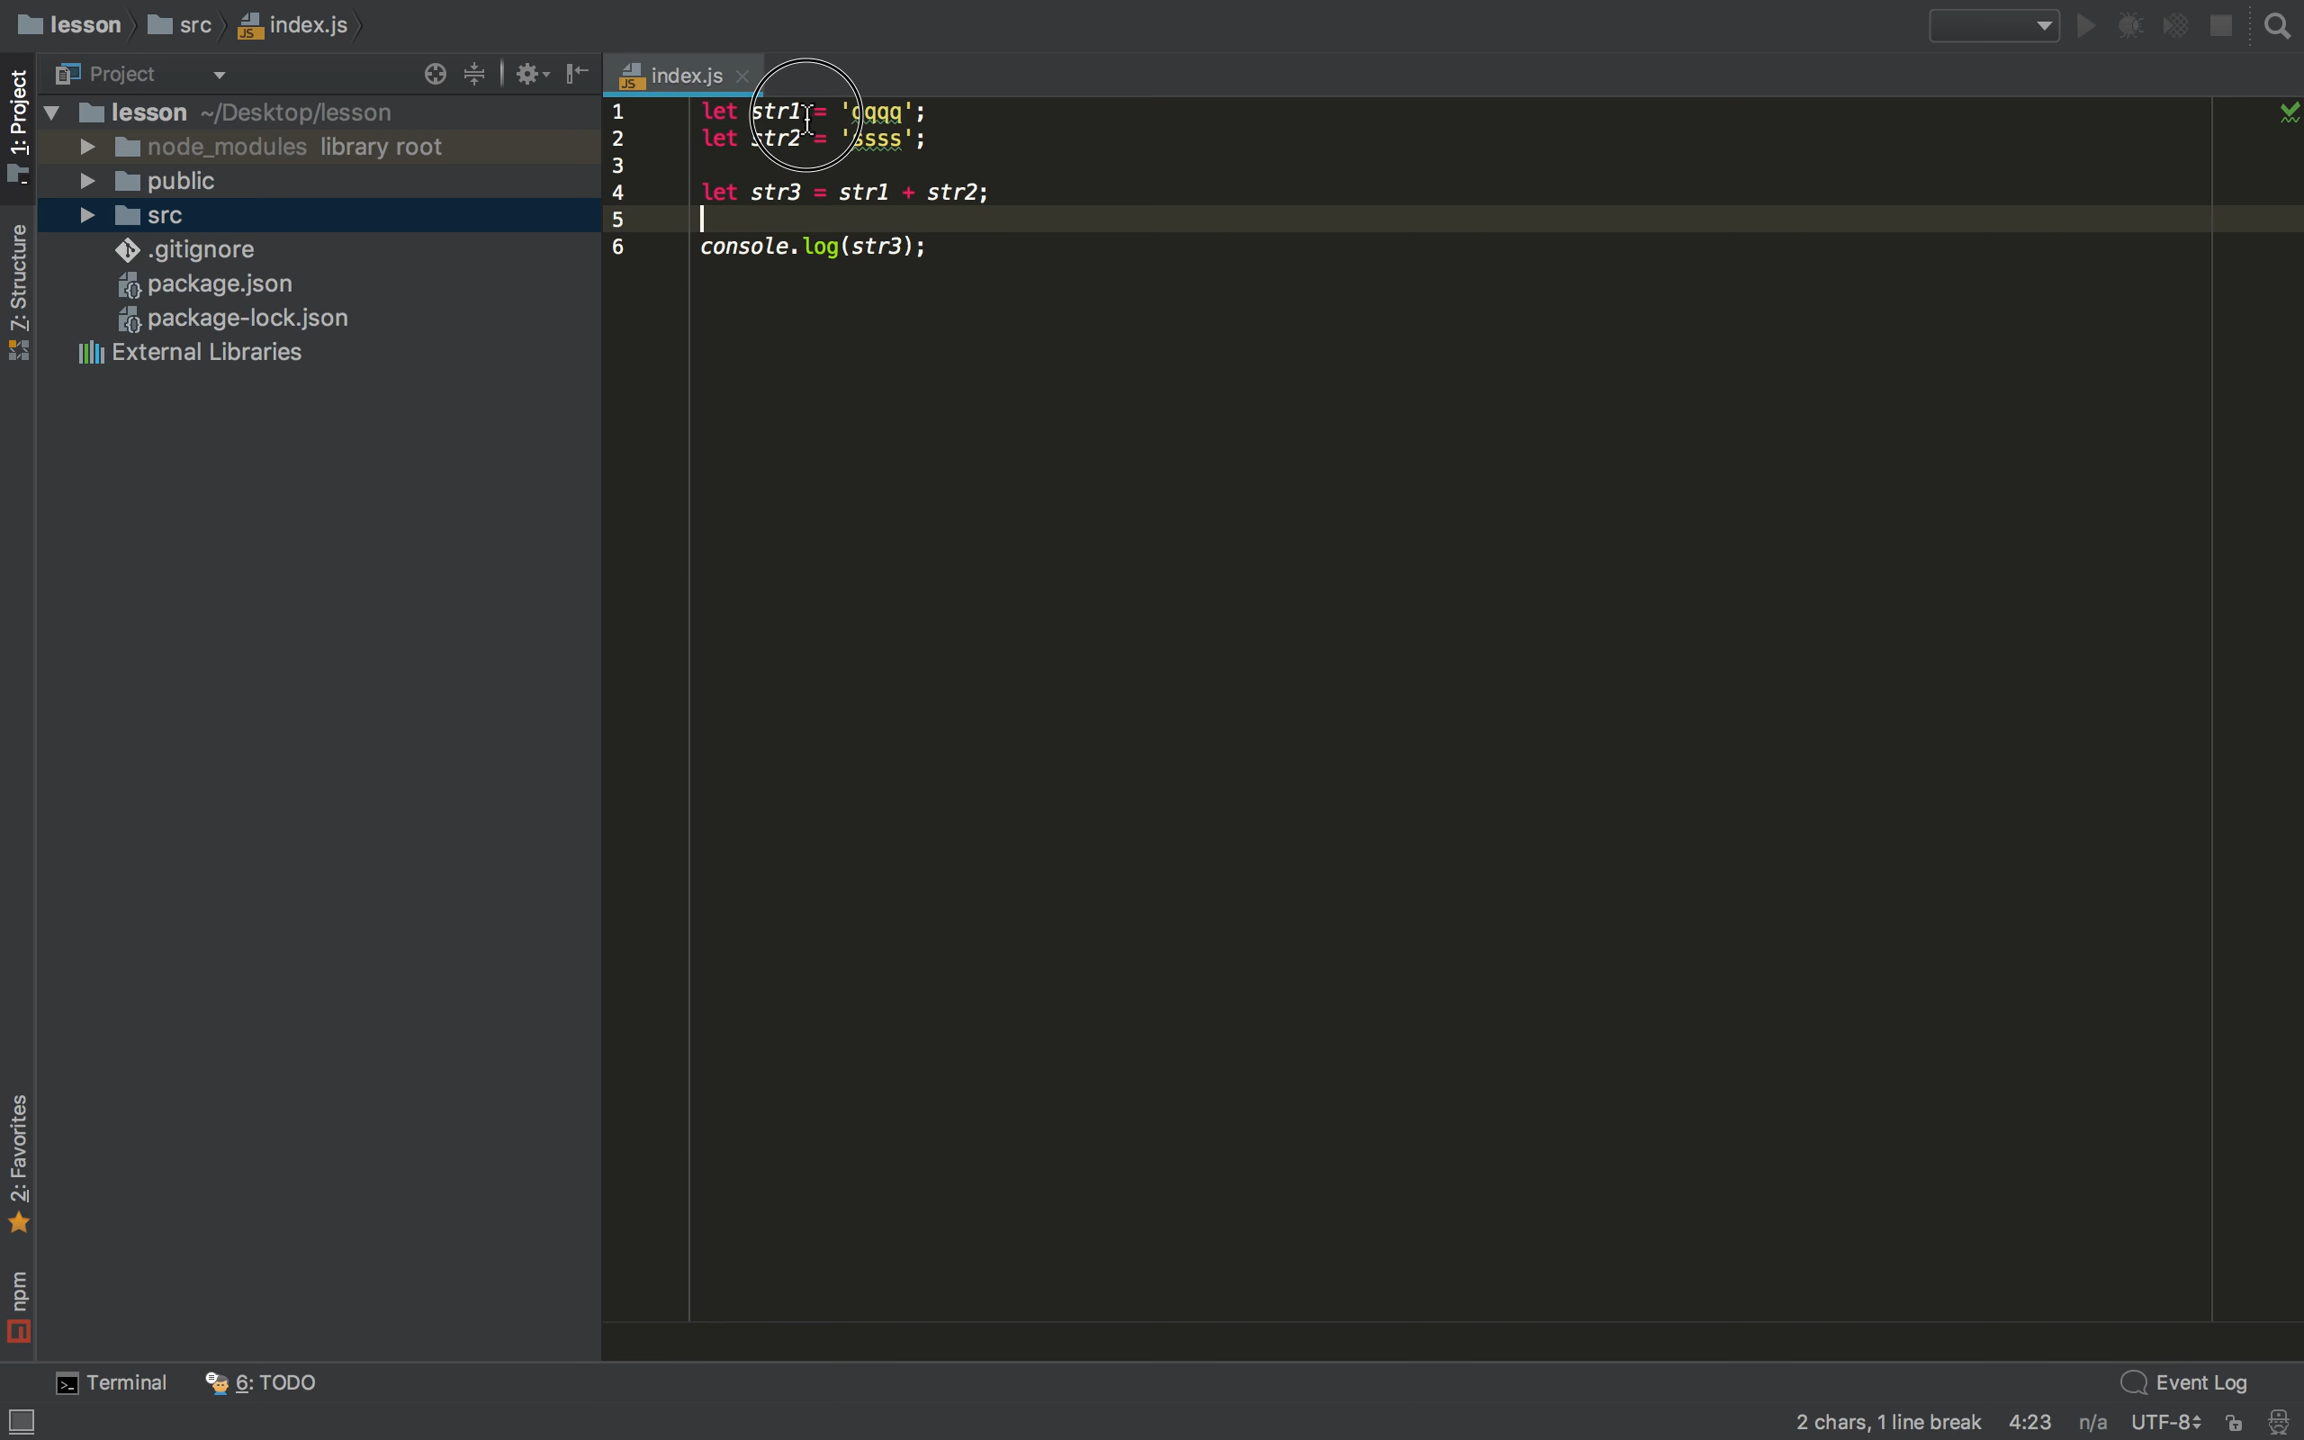 lesson src index.js
Project
index.js
1: Project
Z: Structure
2: Favorites
npm
lesson ~/Desktop/lesson
node_modules library root
public
src
.gitignore
package.json
package-lock.json
External Libraries
1 let str1 = 'qqqq';
2 let str2 = 'ssss';
3
4 let str3 = str1 + str2;
5
6 console.log(str3);
Terminal 6: TODO Event Log
2 chars, 1 line break 4:23 n/a UTF-8